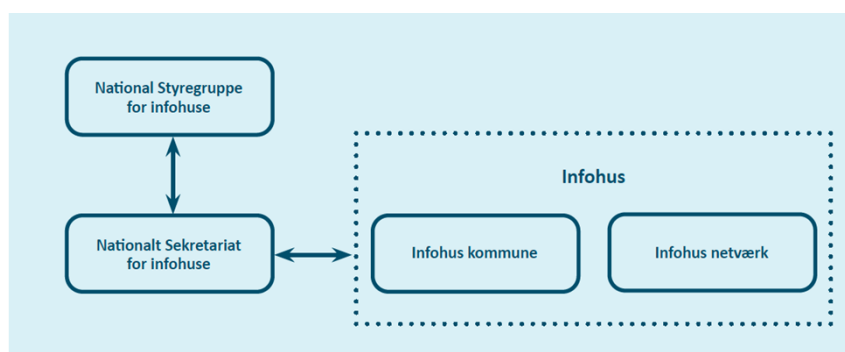 National Styregruppe
for infohuse
Nationalt Sekretariat
for infohuse
Infohus
Infohus kommune
Infohus netværk